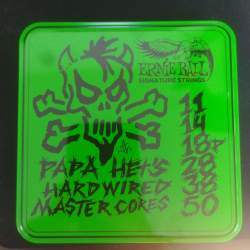 ERNIE BALL
SIGNATURE STRINGS
PAPA HET'S
HARDWIRED
MASTER CORES
11
14
18P
28
38
50